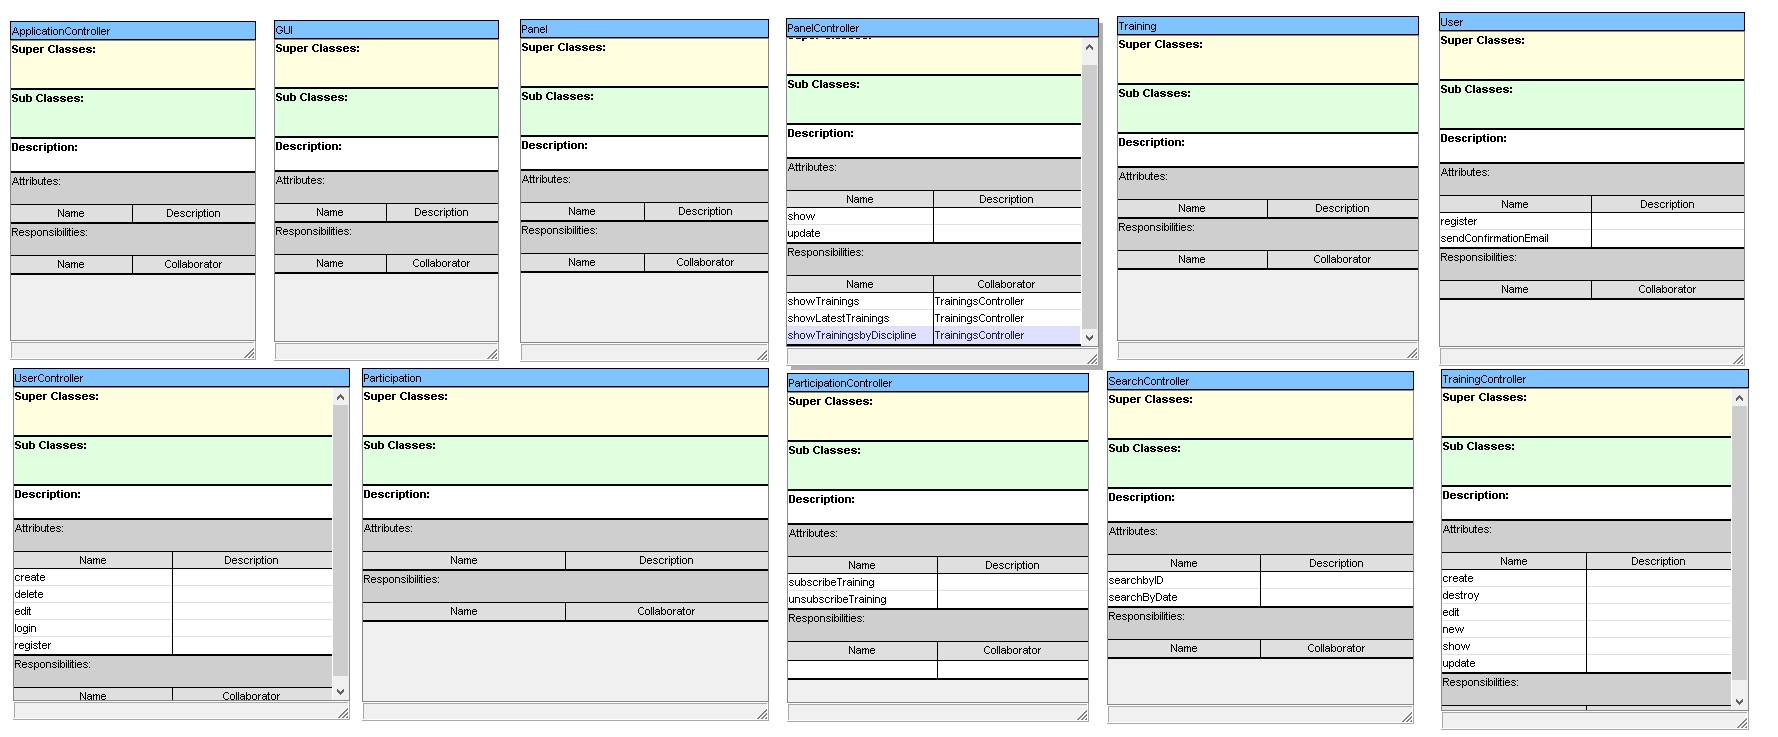 ApplicationController
Super Classes:
Sub Classes:
Description:
Attributes:
Name Description
Responsibilities:
Name Collaborator
GUI
Super Classes:
Sub Classes:
Description:
Attributes:
Name Description
Responsibilities:
Name Collaborator
Panel
Super Classes:
Sub Classes:
Description:
Attributes:
Name Description
Responsibilities:
Name Collaborator
PanelController
Sub Classes:
Description:
Attributes:
Name Description
show
update
Responsibilities:
Name Collaborator
showTrainings TrainingsController
showLatestTrainings TrainingsController
showTrainingsbyDiscipline TrainingsController
Training
Super Classes:
Sub Classes:
Description:
Attributes:
Name Description
Responsibilities:
Name Collaborator
User
Super Classes:
Sub Classes:
Description:
Attributes:
Name Description
register
sendConfirmationEmail
Responsibilities:
Name Collaborator
UserController
Super Classes:
Sub Classes:
Description:
Attributes:
Name Description
create
delete
edit
login
register
Responsibilities:
Name Collaborator
Participation
Super Classes:
Sub Classes:
Description:
Attributes:
Name Description
Responsibilities:
Name Collaborator
ParticipationController
Super Classes:
Sub Classes:
Description:
Attributes:
Name Description
subscribeTraining
unsubscribeTraining
Responsibilities:
Name Collaborator
SearchController
Super Classes:
Sub Classes:
Description:
Attributes:
Name Description
searchbyID
searchByDate
Responsibilities:
Name Collaborator
TrainingController
Super Classes:
Sub Classes:
Description:
Attributes:
Name Description
create
destroy
edit
new
show
update
Responsibilities: